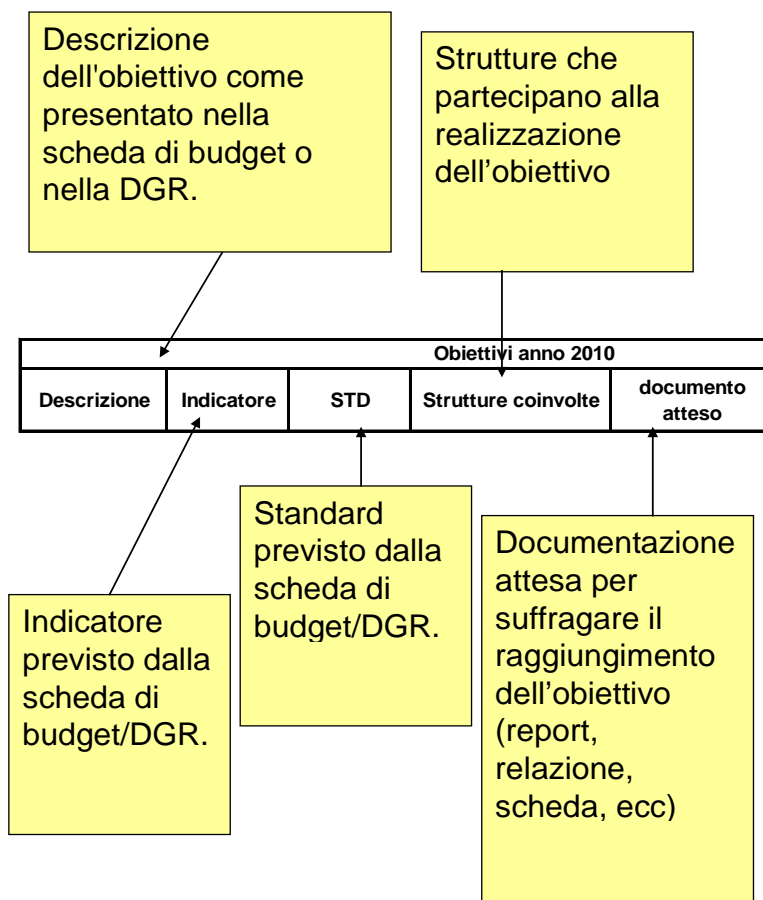 Descrizione
dell'obiettivo come
presentato nella
scheda di budget o
nella DGR.
Strutture che
partecipano alla
realizzazione
dell’obiettivo
Obiettivi anno 2010
Descrizione
Indicatore
STD
Strutture coinvolte
documento
atteso
Indicatore
previsto dalla
scheda di
budget/DGR.
Standard
previsto dalla
scheda di
budget/DGR.
Documentazione
attesa per
suffragare il
raggiungimento
dell’obiettivo
(report,
relazione,
scheda, ecc)